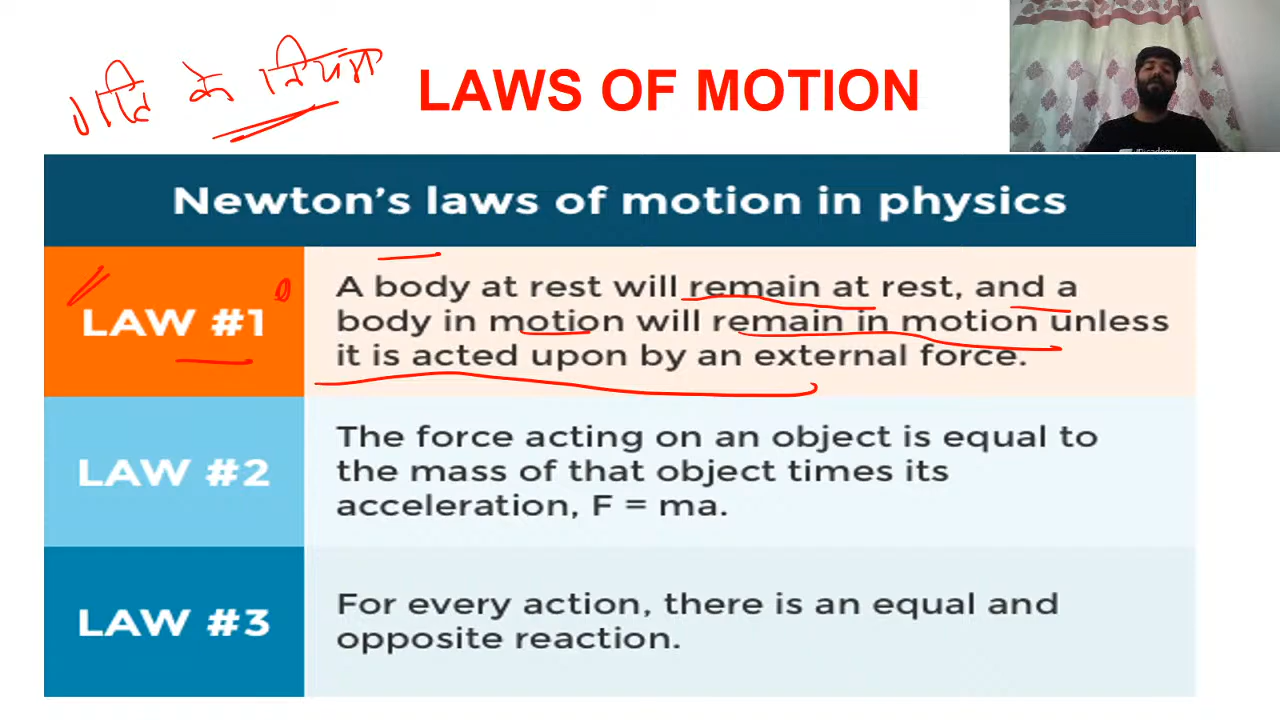 गति के नियम
LAWS OF MOTION
Newton's laws of motion in physics
LAW #1
A body at rest will remain at rest, and a
body in motion will remain in motion unless
it is acted upon by an external force.
LAW #2
The force acting on an object is equal to
the mass of that object times its
acceleration, F = ma.
LAW #3
For every action, there is an equal and
opposite reaction.